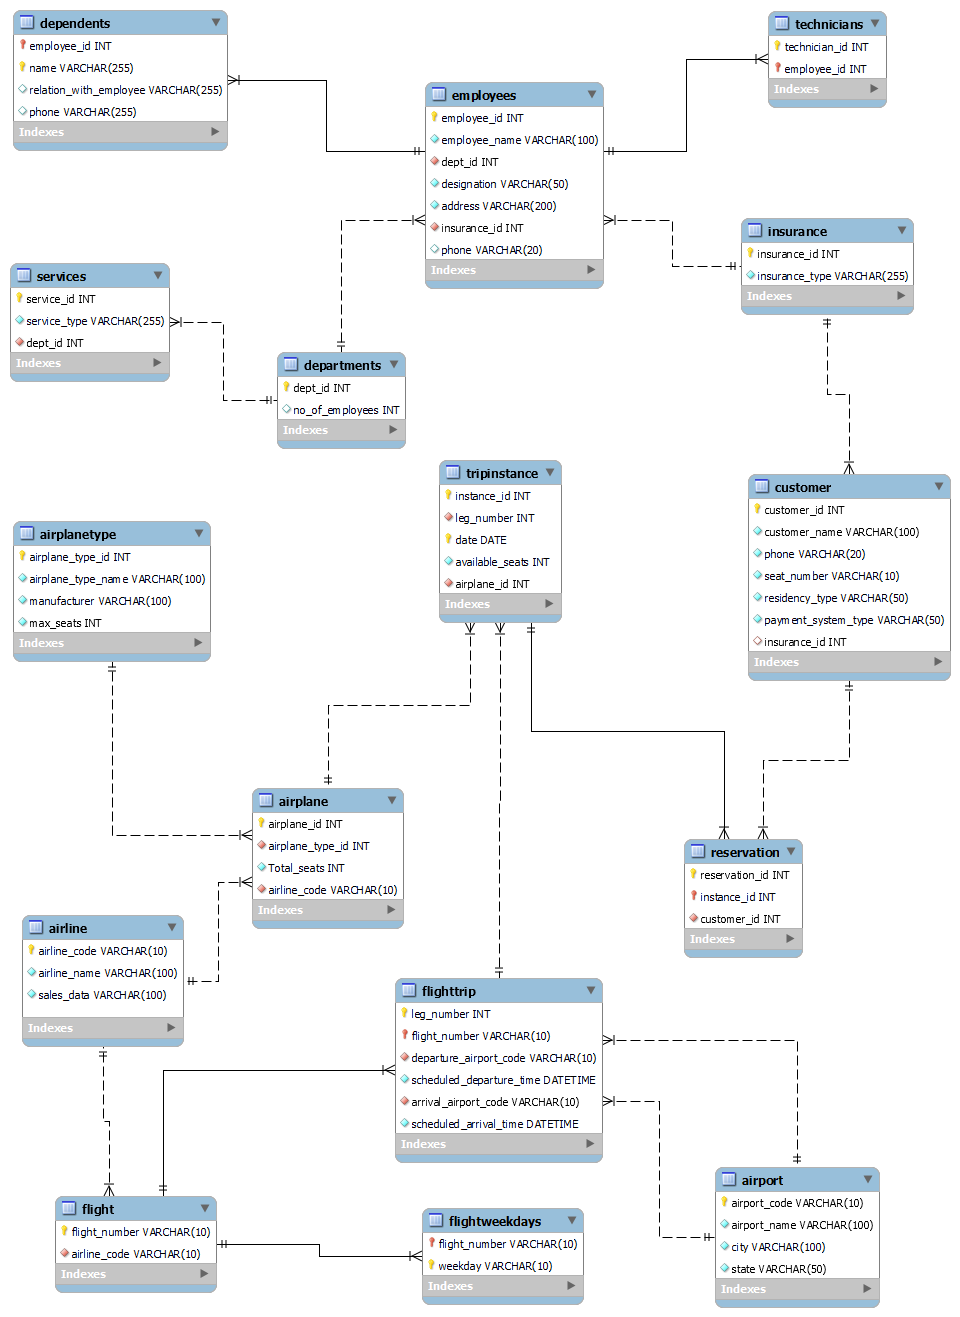 dependents
employee_id INT
name VARCHAR(255)
relation_with_employee VARCHAR(255)
phone VARCHAR(255)
Indexes
technicians
technician_id INT
employee_id INT
Indexes
employees
employee_id INT
employee_name VARCHAR(100)
dept_id INT
designation VARCHAR(50)
address VARCHAR(200)
insurance_id INT
phone VARCHAR(20)
Indexes
insurance
insurance_id INT
insurance_type VARCHAR(255)
Indexes
services
service_id INT
service_type VARCHAR(255)
dept_id INT
Indexes
departments
dept_id INT
no_of_employees INT
Indexes
tripinstance
instance_id INT
leg_number INT
date DATE
available_seats INT
airplane_id INT
Indexes
customer
customer_id INT
customer_name VARCHAR(100)
phone VARCHAR(20)
seat_number VARCHAR(10)
residency_type VARCHAR(50)
payment_system_type VARCHAR(50)
insurance_id INT
Indexes
airplanetype
airplane_type_id INT
airplane_type_name VARCHAR(100)
manufacturer VARCHAR(100)
max_seats INT
Indexes
airplane
airplane_id INT
airplane_type_id INT
Total_seats INT
airline_code VARCHAR(10)
Indexes
reservation
reservation_id INT
instance_id INT
customer_id INT
Indexes
airline
airline_code VARCHAR(10)
airline_name VARCHAR(100)
sales_data VARCHAR(100)
Indexes
flighttrip
leg_number INT
flight_number VARCHAR(10)
departure_airport_code VARCHAR(10)
scheduled_departure_time DATETIME
arrival_airport_code VARCHAR(10)
scheduled_arrival_time DATETIME
Indexes
airport
airport_code VARCHAR(10)
airport_name VARCHAR(100)
city VARCHAR(100)
state VARCHAR(50)
Indexes
flight
flight_number VARCHAR(10)
airline_code VARCHAR(10)
Indexes
flightweekdays
flight_number VARCHAR(10)
weekday VARCHAR(10)
Indexes